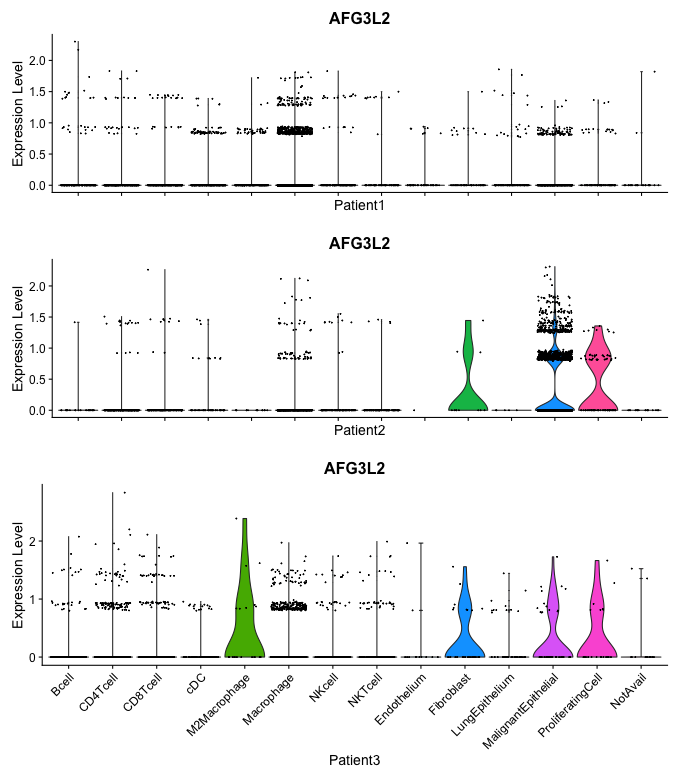 AFG3L2
Expression Level
2.0
1.5
1.0
0.5
0.0
Patient1
AFG3L2
Expression Level
2.0
1.5
1.0
0.5
0.0
Patient2
AFG3L2
Expression Level
2
1
0
Bcell
CD4Tcell
CD8Tcell
cDC
M2Macrophage
Macrophage
NKcell
NKTcell
Endothelium
Fibroblast
LungEpithelium
MalignantEpithelial
ProliferatingCell
NotAvail
Patient3